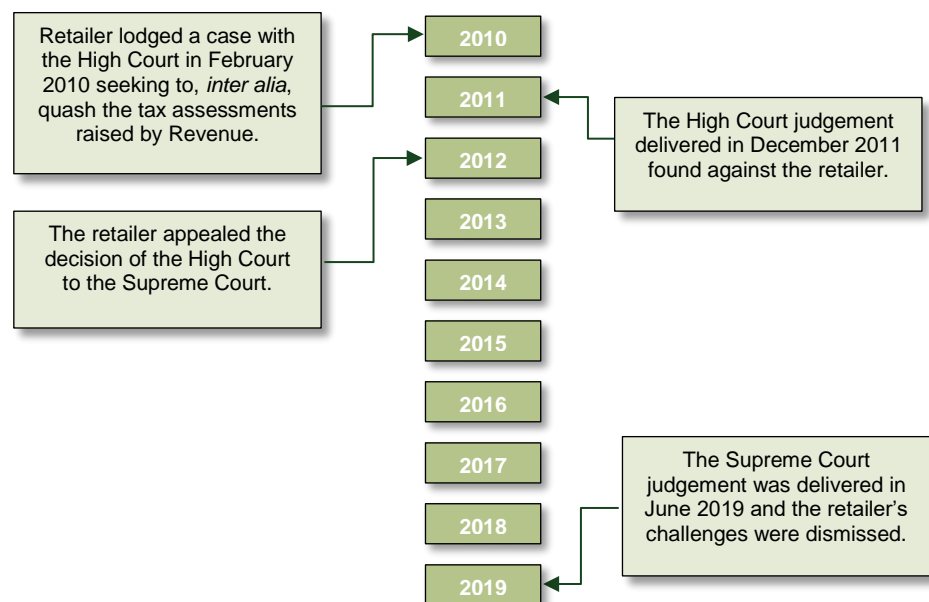 Retailer lodged a case with
the High Court in February
2010 seeking to, inter alia,
quash the tax assessments
raised by Revenue.
2010
2011
The High Court judgement
delivered in December 2011
found against the retailer.
2012
The retailer appealed the
decision of the High Court
to the Supreme Court.
2013
2014
2015
2016
2017
The Supreme Court
judgement was delivered in
June 2019 and the retailer’s
challenges were dismissed.
2018
2019